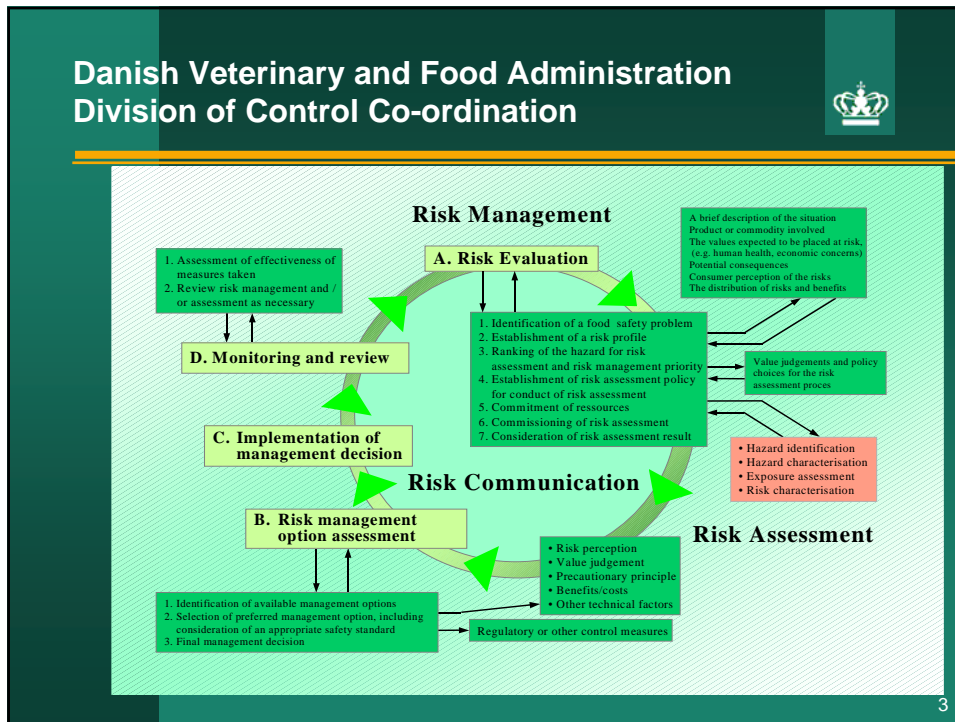 Danish Veterinary and Food Administration
Division of Control Co-ordination
Risk Management
A brief description of the situation
Product or commodity involved
The values expected to be placed at risk,
(e.g. human health, economic concerns)
Potential consequences
Consumer perception of the risks
The distribution of risks and benefits
A. Risk Evaluation
1. Assessment of effectiveness of
measures taken
2. Review risk management and /
or assessment as necessary
D. Monitoring and review
1. Identification of a food safety problem
2. Establishment of a risk profile
3. Ranking of the hazard for risk
assessment and risk management priority
4. Establishment of risk assessment policy
for conduct of risk assessment
5. Commitment of ressources
6. Commissioning of risk assessment
7. Consideration of risk assessment result
Value judgements and policy
choices for the risk
assessment proces
C. Implementation of
management decision
• Hazard identification
• Hazard characterisation
• Exposure assessment
• Risk characterisation
Risk Communication
Risk Assessment
B. Risk management
option assessment
• Risk perception
• Value judgement
• Precautionary principle
• Benefits/costs
• Other technical factors
1. Identification of available management options
2. Selection of preferred management option, including
consideration of an appropriate safety standard
3. Final management decision
Regulatory or other control measures
3